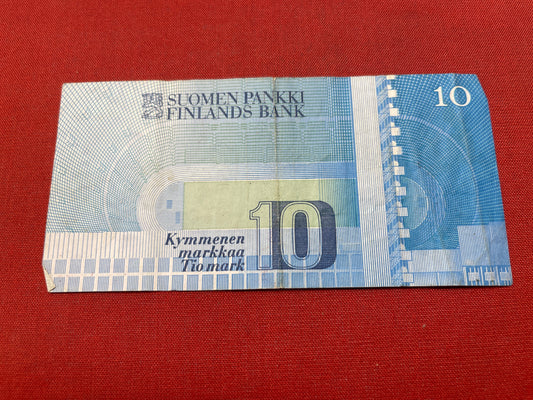 SUOMEN PANKKI
FINLANDS BANK
10
10
Kymmenen
markkaa
Tio mark